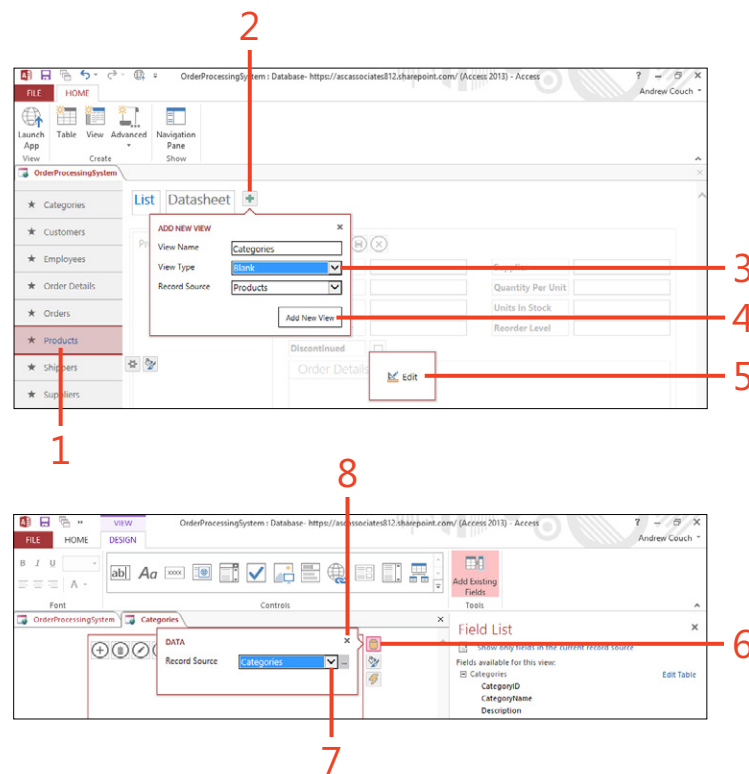 2
OrderProcessingSystem : Database- https://ascassociates812.sharepoint.com/ (Access 2013) - Access
?
FILE HOME
Andrew Couch
Launch App
Table
View
Advanced
Navigation Pane
View
Create
Show
OrderProcessingSystem
Categories
Customers
Employees
Order Details
Orders
Products
Shippers
Suppliers
List Datasheet
ADD NEW VIEW
View Name Categories
View Type Blank
Record Source Products
Add New View
Supplier
Quantity Per Unit
Units In Stock
Reorder Level
Discontinued
Order Details
Edit
3
4
5
1
8
VIEW
OrderProcessingSystem : Database- https://ascassociates812.sharepoint.com/ (Access 2013) - Access
?
FILE HOME DESIGN
Andrew Couch
B I U
A
ab Aa xxxx
Add Existing
Fields
Font
Controls
Tools
OrderProcessingSystem
Categories
DATA
Record Source Categories
...
Field List
Show only fields in the current record source
Fields available for this view:
Categories Edit Table
CategoryID
CategoryName
Description
6
7